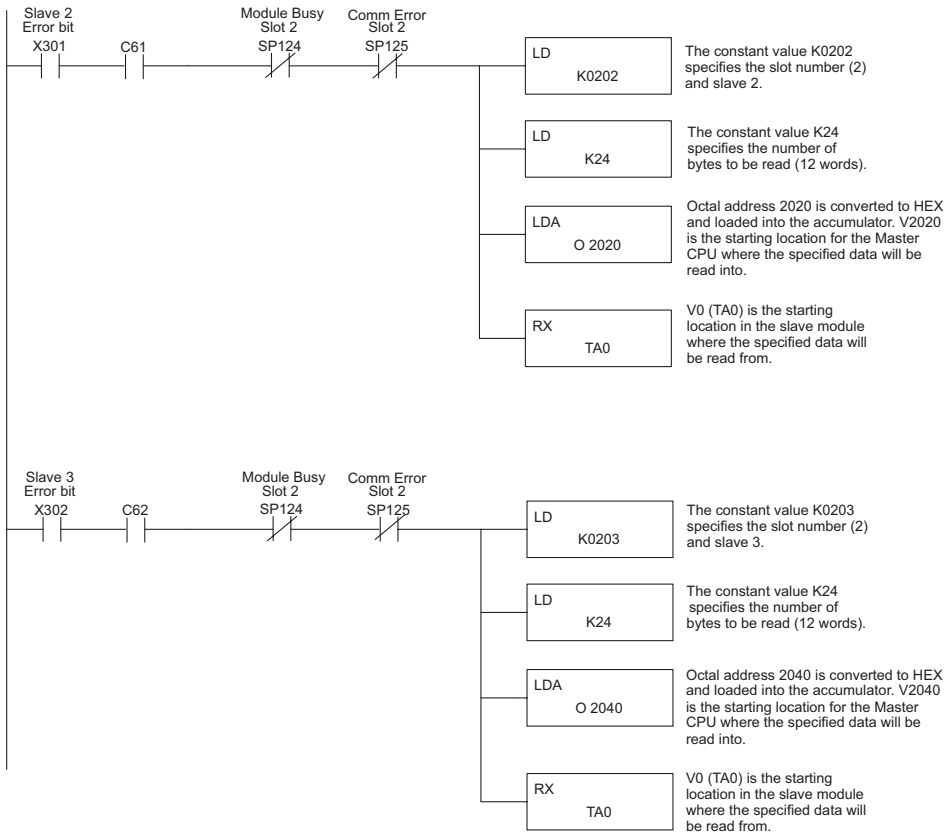 Slave 2
Error bit
X301
C61
Module Busy
Slot 2
SP124
Comm Error
Slot 2
SP125
LD
K0202
The constant value K0202
specifies the slot number (2)
and slave 2.
LD
K24
The constant value K24
specifies the number of
bytes to be read (12 words).
LDA
O 2020
Octal address 2020 is converted to HEX
and loaded into the accumulator. V2020
is the starting location for the Master
CPU where the specified data will be
read into.
RX
TA0
V0 (TA0) is the starting
location in the slave module
where the specified data will
be read from.
Slave 3
Error bit
X302
C62
Module Busy
Slot 2
SP124
Comm Error
Slot 2
SP125
LD
K0203
The constant value K0203
specifies the slot number (2)
and slave 3.
LD
K24
The constant value K24
specifies the number of
bytes to be read (12 words).
LDA
O 2040
Octal address 2040 is converted to HEX
and loaded into the accumulator. V2040
is the starting location for the Master
CPU where the specified data will be
read into.
RX
TA0
V0 (TA0) is the starting
location in the slave module
where the specified data will
be read from.